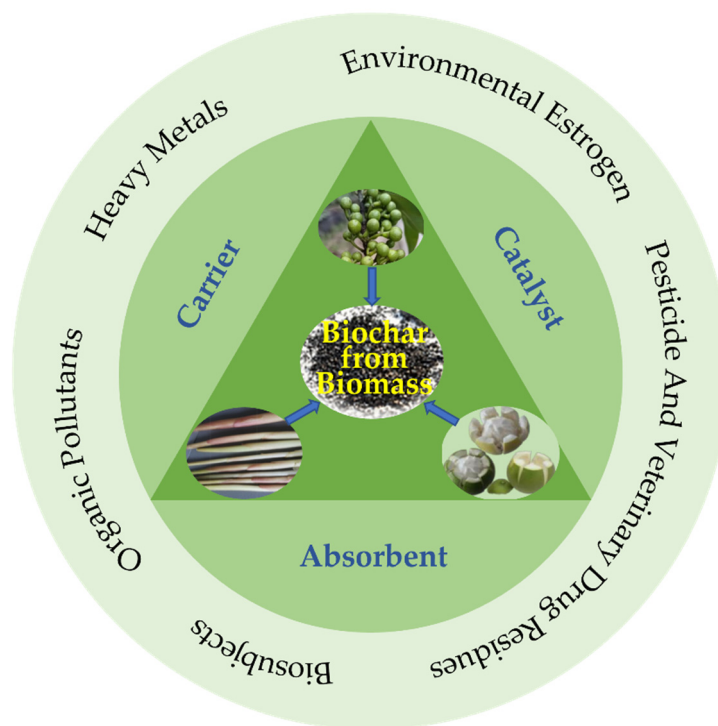 Environmental Estrogen
Heavy Metals
Pesticide And Veterinary Drug Residues
Organic Pollutants
Biosubjects
Carrier
Catalyst
Absorbent
Biochar
from
Biomass